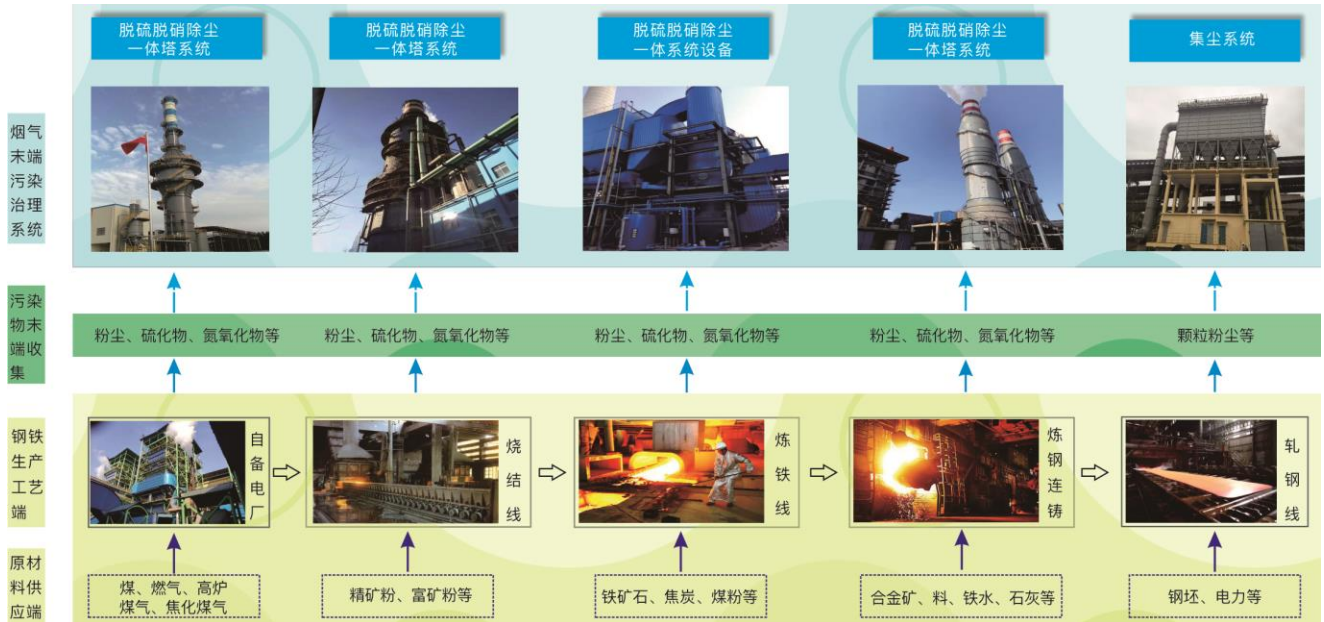 脱硫脱硝除尘
一体塔系统
脱硫脱硝除尘
一体塔系统
脱硫脱硝除尘
一体系统设备
脱硫脱硝除尘
一体塔系统
集尘系统
烟气
末端
污染
治理
系统
污染
物末
端收
集
粉尘、硫化物、氮氧化物等
粉尘、硫化物、氮氧化物等
粉尘、硫化物、氮氧化物等
粉尘、硫化物、氮氧化物等
颗粒粉尘等
钢铁
生产
工艺
端
自备电厂
烧结线
炼铁线
炼钢连铸
轧钢线
原材
料供
应端
煤、燃气、高炉
煤气、焦化煤气
精矿粉、富矿粉等
铁矿石、焦炭、煤粉等
合金矿、料、铁水、石灰等
钢坯、电力等